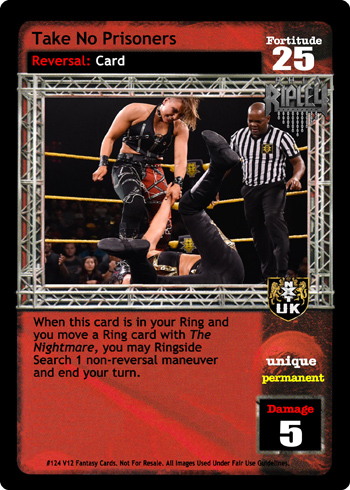 Take No Prisoners
Fortitude
25
Reversal: Card
RIPLEY
NXT
UK
When this card is in your Ring and
you move a Ring card with The
Nightmare, you may Ringside
Search 1 non-reversal maneuver
and end your turn.
unique
permanent
Damage
5
#124 V12 Fantasy Cards. Not For Resale. All Images Used Under Fair Use Guidelines.